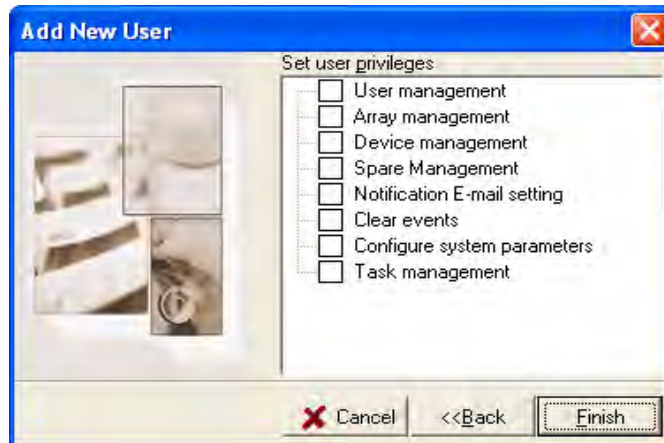 Add New User
Set user privileges
User management
Array management
Device management
Spare Management
Notification E-mail setting
Clear events
Configure system parameters
Task management
Cancel
<<Back
Finish